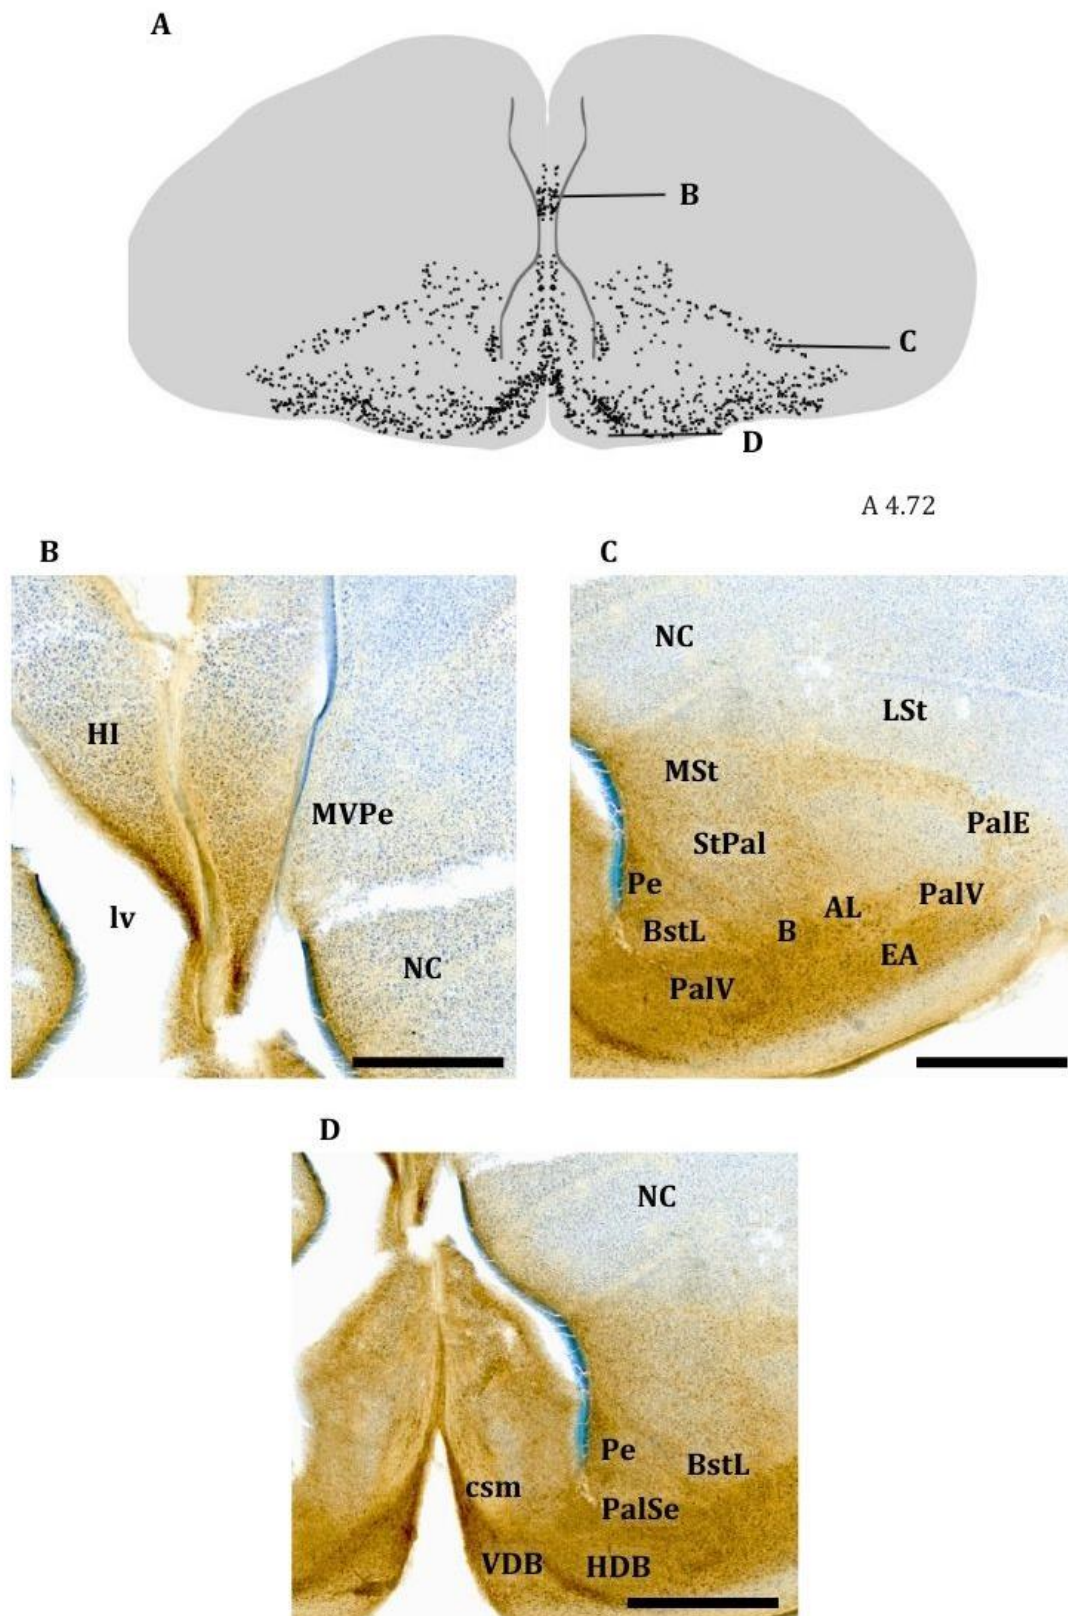 A
B
C
D
A 4.72
B
C
HI
MVPe
lv
NC
NC
LSt
MSt
PalE
StPal
Pe
PalV
AL
BstL
B
EA
PalV
D
NC
Pe
BstL
csm
PalSe
VDB
HDB